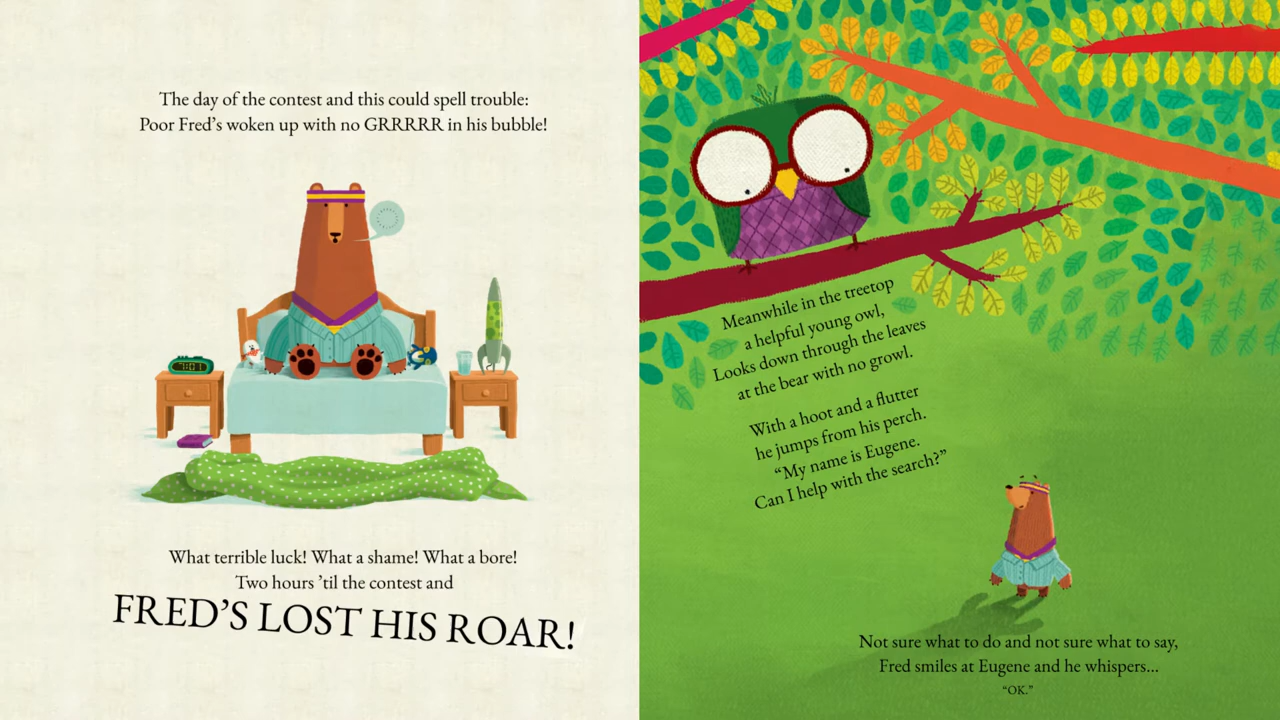 The day of the contest and this could spell trouble:
Poor Fred’s woken up with no GRRRRR in his bubble!
7:01
What terrible luck! What a shame! What a bore!
Two hours ’til the contest and
FRED’S LOST HIS ROAR!
Meanwhile in the treetop
a helpful young owl,
Looks down through the leaves
at the bear with no growl.
With a hoot and a flutter
he jumps from his perch.
“My name is Eugene.
Can I help with the search?”
Not sure what to do and not sure what to say,
Fred smiles at Eugene and he whispers...
“OK.”